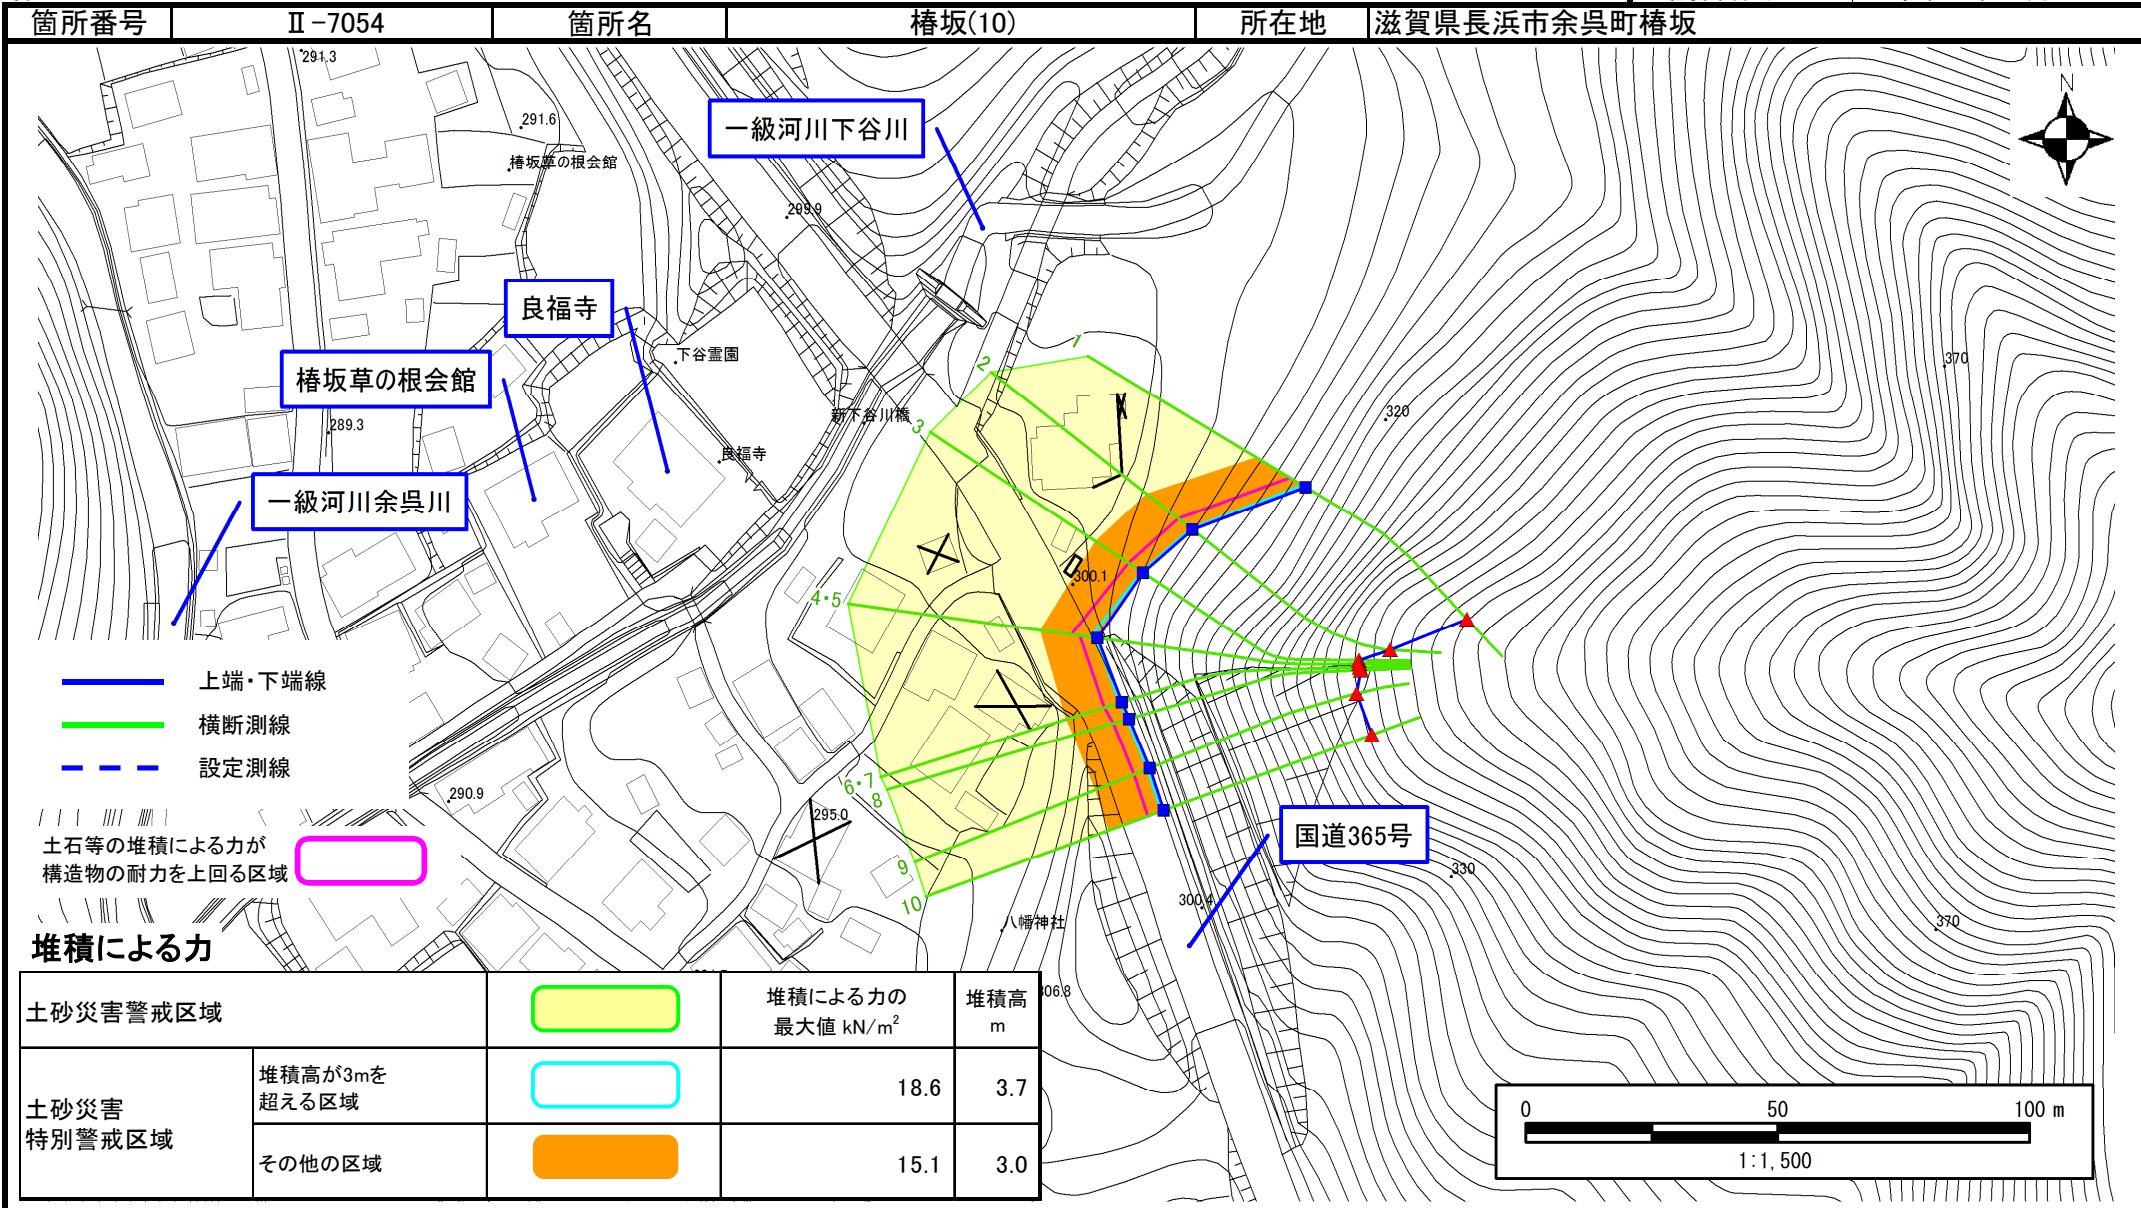 箇所番号 Ⅱ-7054 箇所名 椿坂(10) 所在地 滋賀県長浜市余呉町椿坂
291.3
291.6
椿坂草の根会館
一級河川下谷川
299.9
N
良福寺
下谷霊園
椿坂草の根会館
新下谷川橋
良福寺
289.3
一級河川余呉川
370
320
1
2
3
4・5
6・7
8
9
10
300.1
上端・下端線
横断測線
設定測線
290.9
295.0
土石等の堆積による力が
構造物の耐力を上回る区域
国道365号
330
300.4
370
八幡神社
306.8
堆積による力
土砂災害警戒区域
堆積による力の
最大値 kN/m²
堆積高
m
土砂災害
特別警戒区域
堆積高が3mを
超える区域
18.6 3.7
その他の区域
15.1 3.0
0 50 100 m
1:1,500